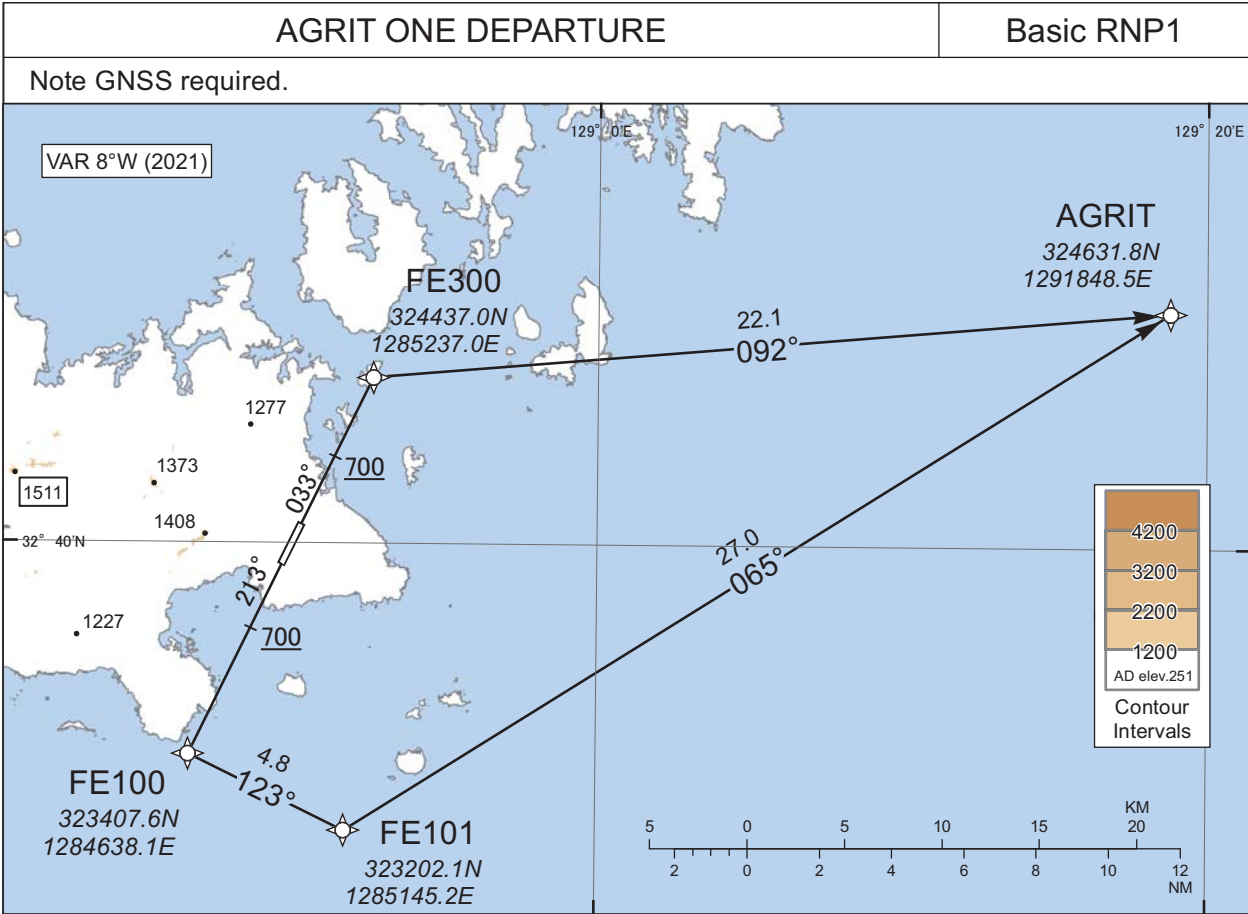 AGRIT ONE DEPARTURE
Basic RNP1
Note GNSS required.
VAR 8°W (2021)
129° 0'E
129° 20'E
AGRIT
324631.8N
1291848.5E
FE300
324437.0N
1285237.0E
22.1
092°
1277
700
1373
1511
033°
1408
32° 40'N
213°
27.0
065°
1227
700
4200
3200
2200
1200
AD elev.251
Contour
Intervals
4.8
123°
FE100
323407.6N
1284638.1E
FE101
323202.1N
1285145.2E
KM
5 0 5 10 15 20
2 0 2 4 6 8 10 12
NM